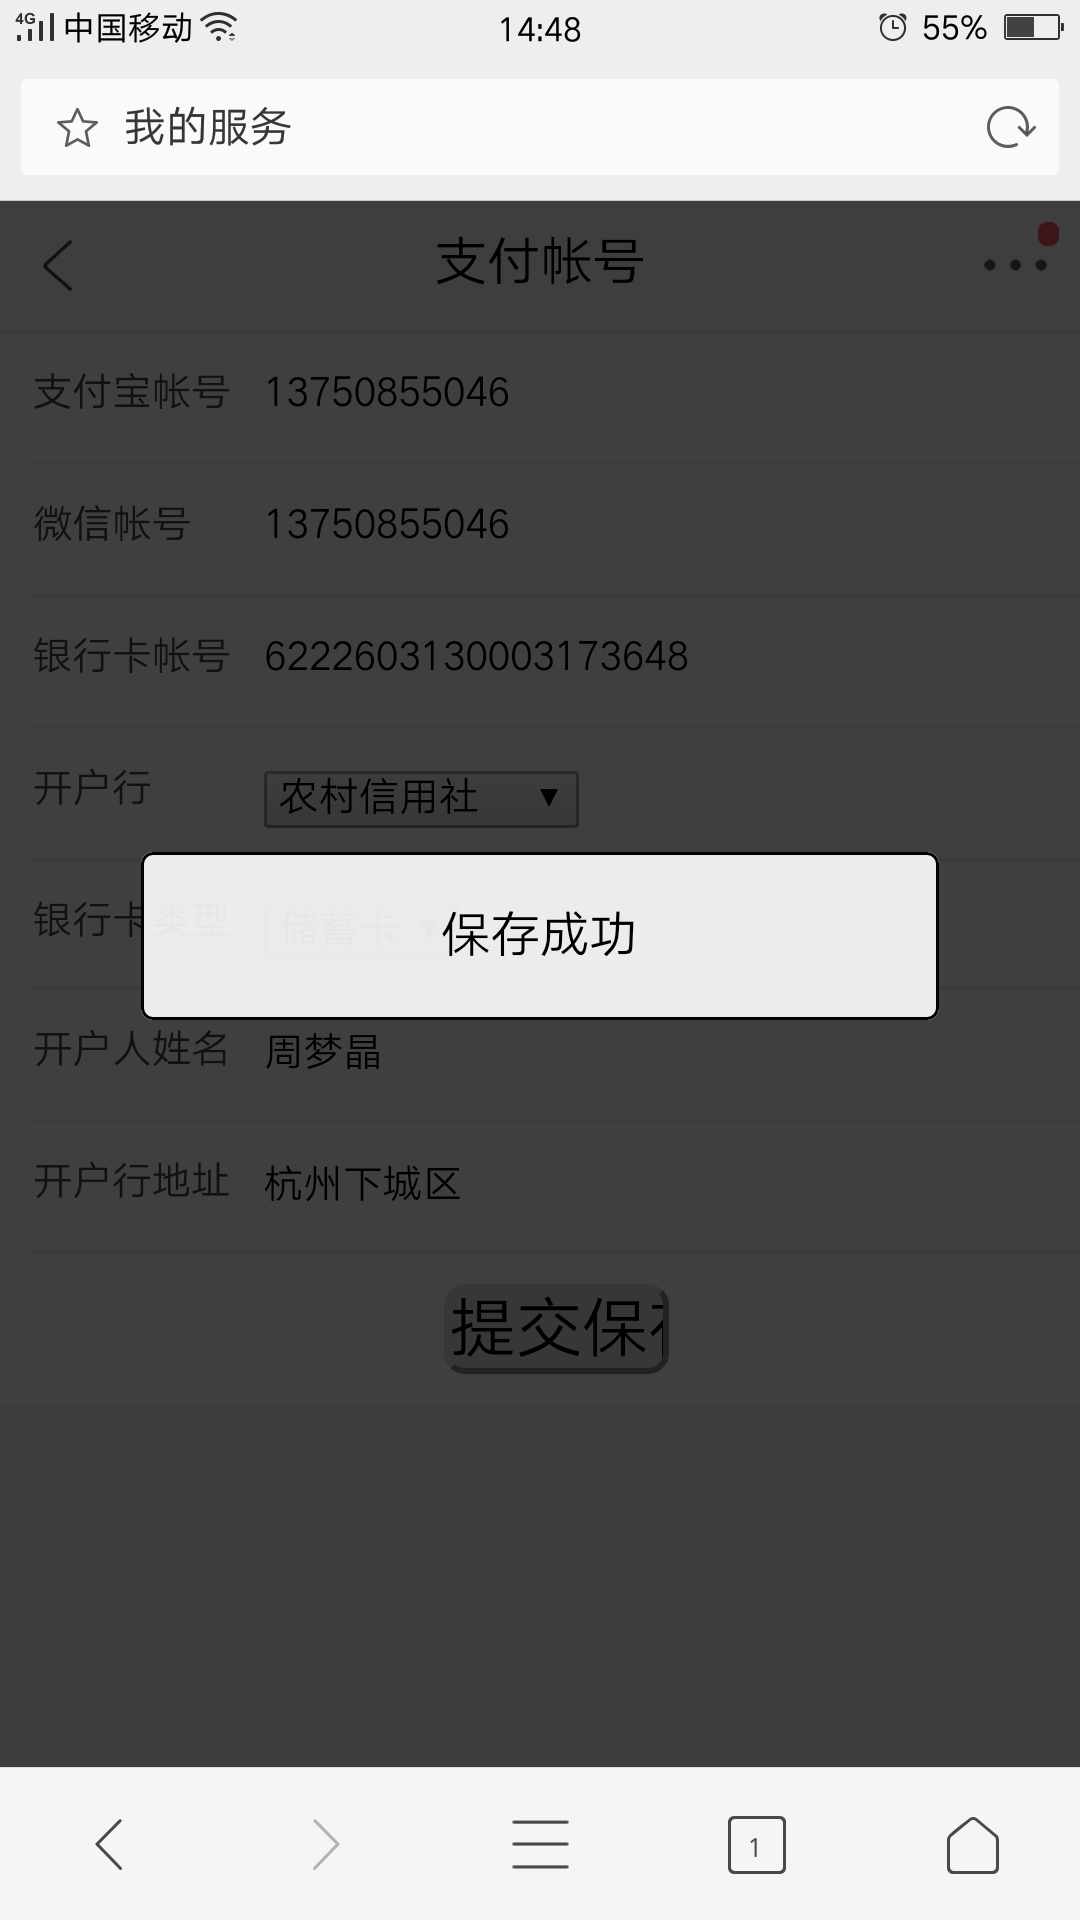 4G 中国移动 14:48 55%
我的服务
支付帐号
支付宝帐号 13750855046
微信帐号 13750855046
银行卡帐号 6222603130003173648
开户行 农村信用社 ▼
银行卡类型 储蓄卡 ▼
保存成功
开户人姓名 周梦晶
开户行地址 杭州下城区
提交保存
1